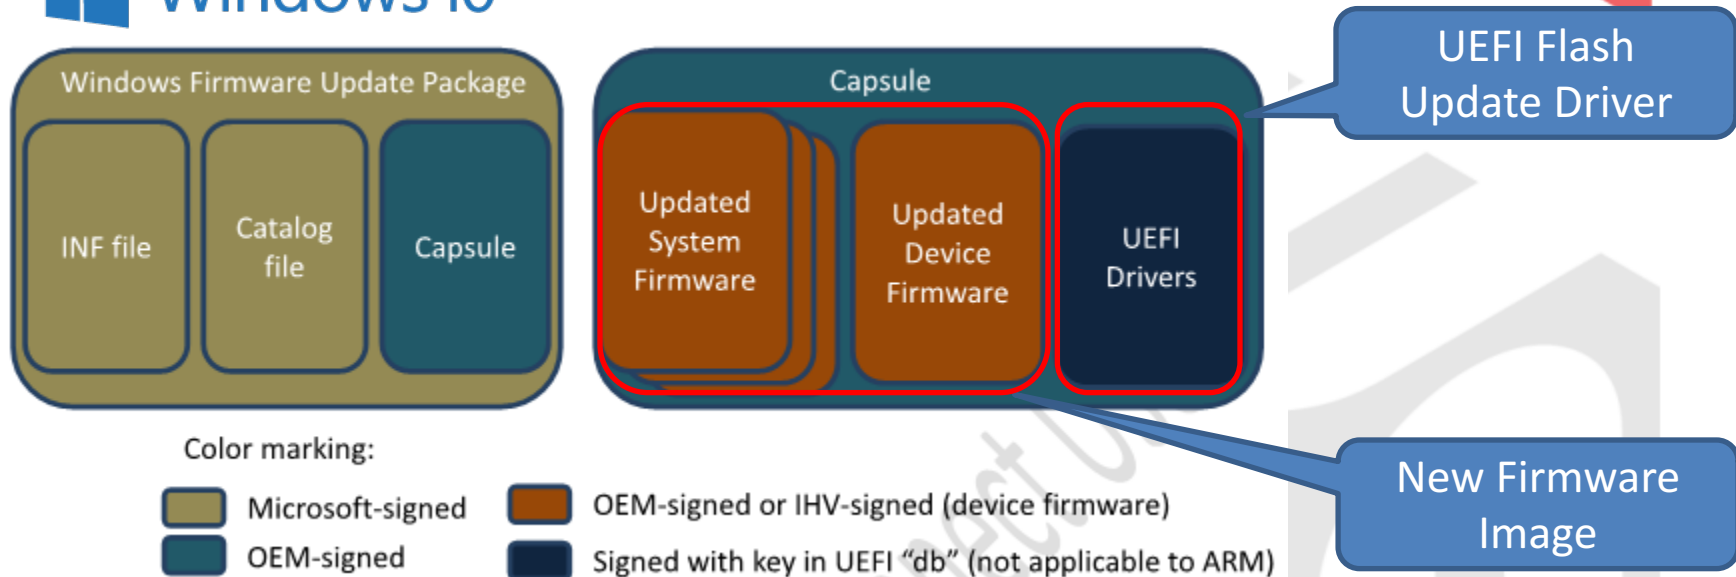 Windows 10
UEFI Flash
Update Driver
Windows Firmware Update Package
INF file
Catalog
file
Capsule
Capsule
Updated
System
Firmware
Updated
Device
Firmware
UEFI
Drivers
New Firmware
Image
Color marking:
Microsoft-signed
OEM-signed
OEM-signed or IHV-signed (device firmware)
Signed with key in UEFI “db” (not applicable to ARM)